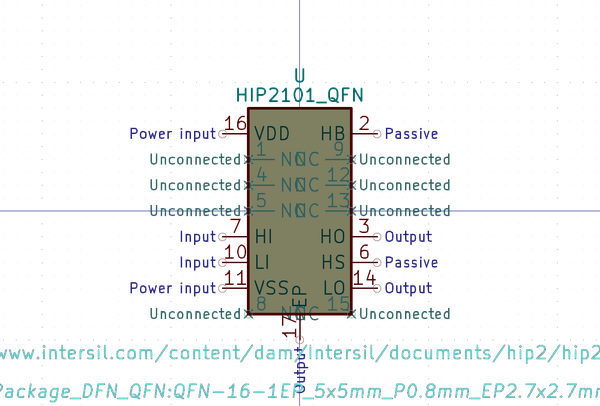 U
HIP2101_QFN
Power input 16 VDD HB 2 Passive
Unconnected 1 NC NC 9 Unconnected
Unconnected 4 NC NC 12 Unconnected
Unconnected 5 NC NC 13 Unconnected
Input 7 HI HO 3 Output
Input 10 LI HS 6 Passive
Power input 11 VSS LO 14 Output
Unconnected 8 NC 15 Unconnected
EP
17
Output
www.intersil.com/content/dam/Intersil/documents/hip2/hip2
Package_DFN_QFN:QFN-16-1EP_5x5mm_P0.8mm_EP2.7x2.7mm